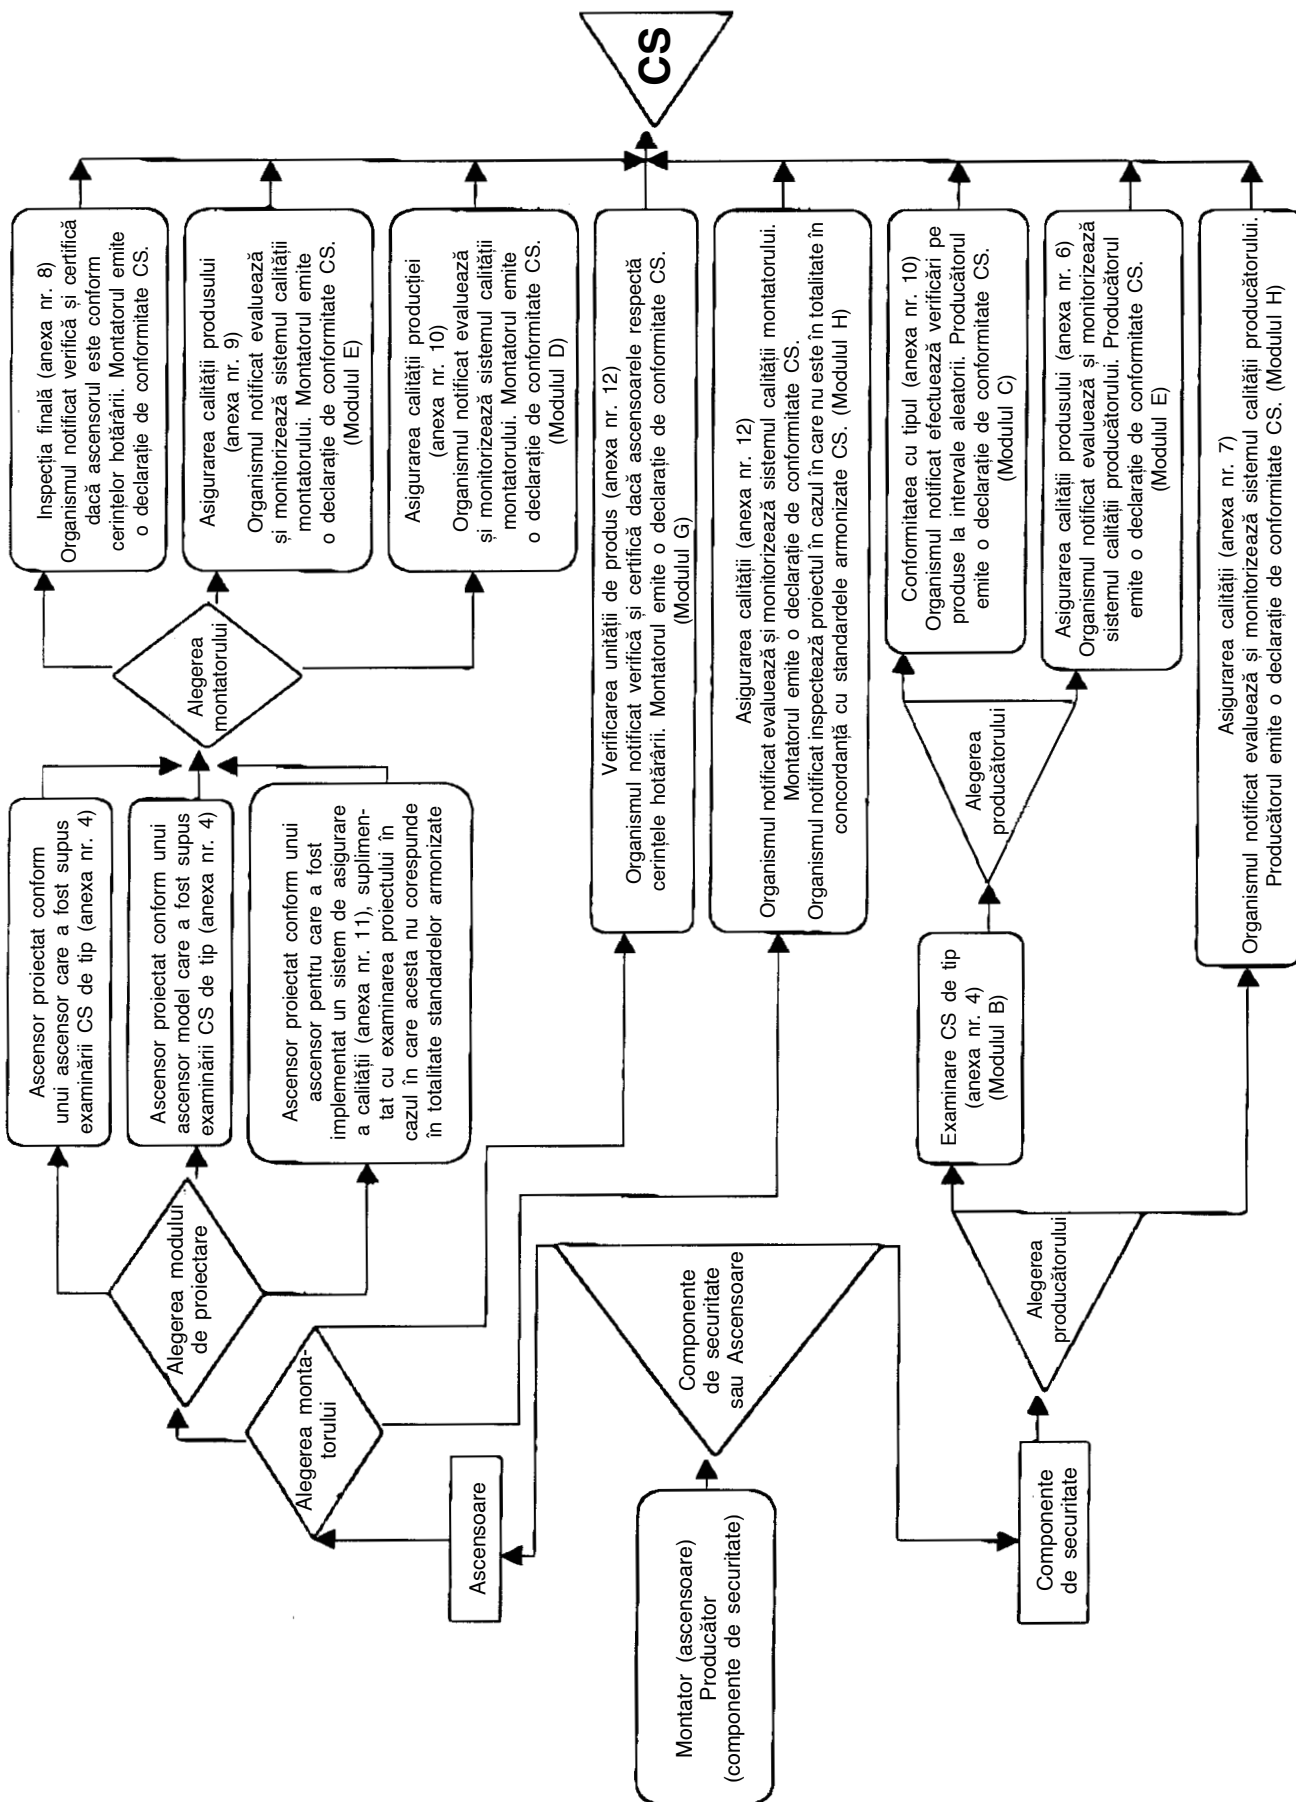 Montator (ascensoare)
Producător
(componente de securitate)
Componente
de securitate
sau Ascensoare
Ascensoare
Componente
de securitate
Alegerea monta-
torului
Alegerea modului
de proiectare
Ascensor proiectat conform
unui ascensor care a fost supus
examinării CS de tip (anexa nr. 4)
Ascensor proiectat conform unui
ascensor model care a fost supus
examinării CS de tip (anexa nr. 4)
Ascensor proiectat conform unui
ascensor pentru care a fost
implementat un sistem de asigurare
a calității (anexa nr. 11), suplimen-
tat cu examinarea proiectului în
cazul în care acesta nu corespunde
în totalitate standardelor armonizate
Alegerea
montatorului
Inspecția finală (anexa nr. 8)
Organismul notificat verifică și certifică
dacă ascensorul este conform
cerințelor hotărârii. Montatorul emite
o declarație de conformitate CS.
Asigurarea calității produsului
(anexa nr. 9)
Organismul notificat evaluează
și monitorizează sistemul calității
montatorului. Montatorul emite
o declarație de conformitate CS.
(Modulul E)
Asigurarea calității producției
(anexa nr. 10)
Organismul notificat evaluează
și monitorizează sistemul calității
montatorului. Montatorul emite
o declarație de conformitate CS.
(Modulul D)
Verificarea unității de produs (anexa nr. 12)
Organismul notificat verifică și certifică dacă ascensoarele respectă
cerințele hotărârii. Montatorul emite o declarație de conformitate CS.
(Modulul G)
Asigurarea calității (anexa nr. 12)
Organismul notificat evaluează și monitorizează sistemul calității montatorului.
Montatorul emite o declarație de conformitate CS.
Organismul notificat inspectează proiectul în cazul în care nu este în totalitate în
concordanță cu standardele armonizate CS. (Modulul H)
Alegerea
producătorului
Examinare CS de tip
(anexa nr. 4)
(Modulul B)
Alegerea
producătorului
Conformitatea cu tipul (anexa nr. 10)
Organismul notificat efectuează verificări pe
produse la intervale aleatorii. Producătorul
emite o declarație de conformitate CS.
(Modulul C)
Asigurarea calității produsului (anexa nr. 6)
Organismul notificat evaluează și monitorizează
sistemul calității producătorului. Producătorul
emite o declarație de conformitate CS.
(Modulul E)
Asigurarea calității (anexa nr. 7)
Organismul notificat evaluează și monitorizează sistemul calității producătorului.
Producătorul emite o declarație de conformitate CS. (Modulul H)
CS